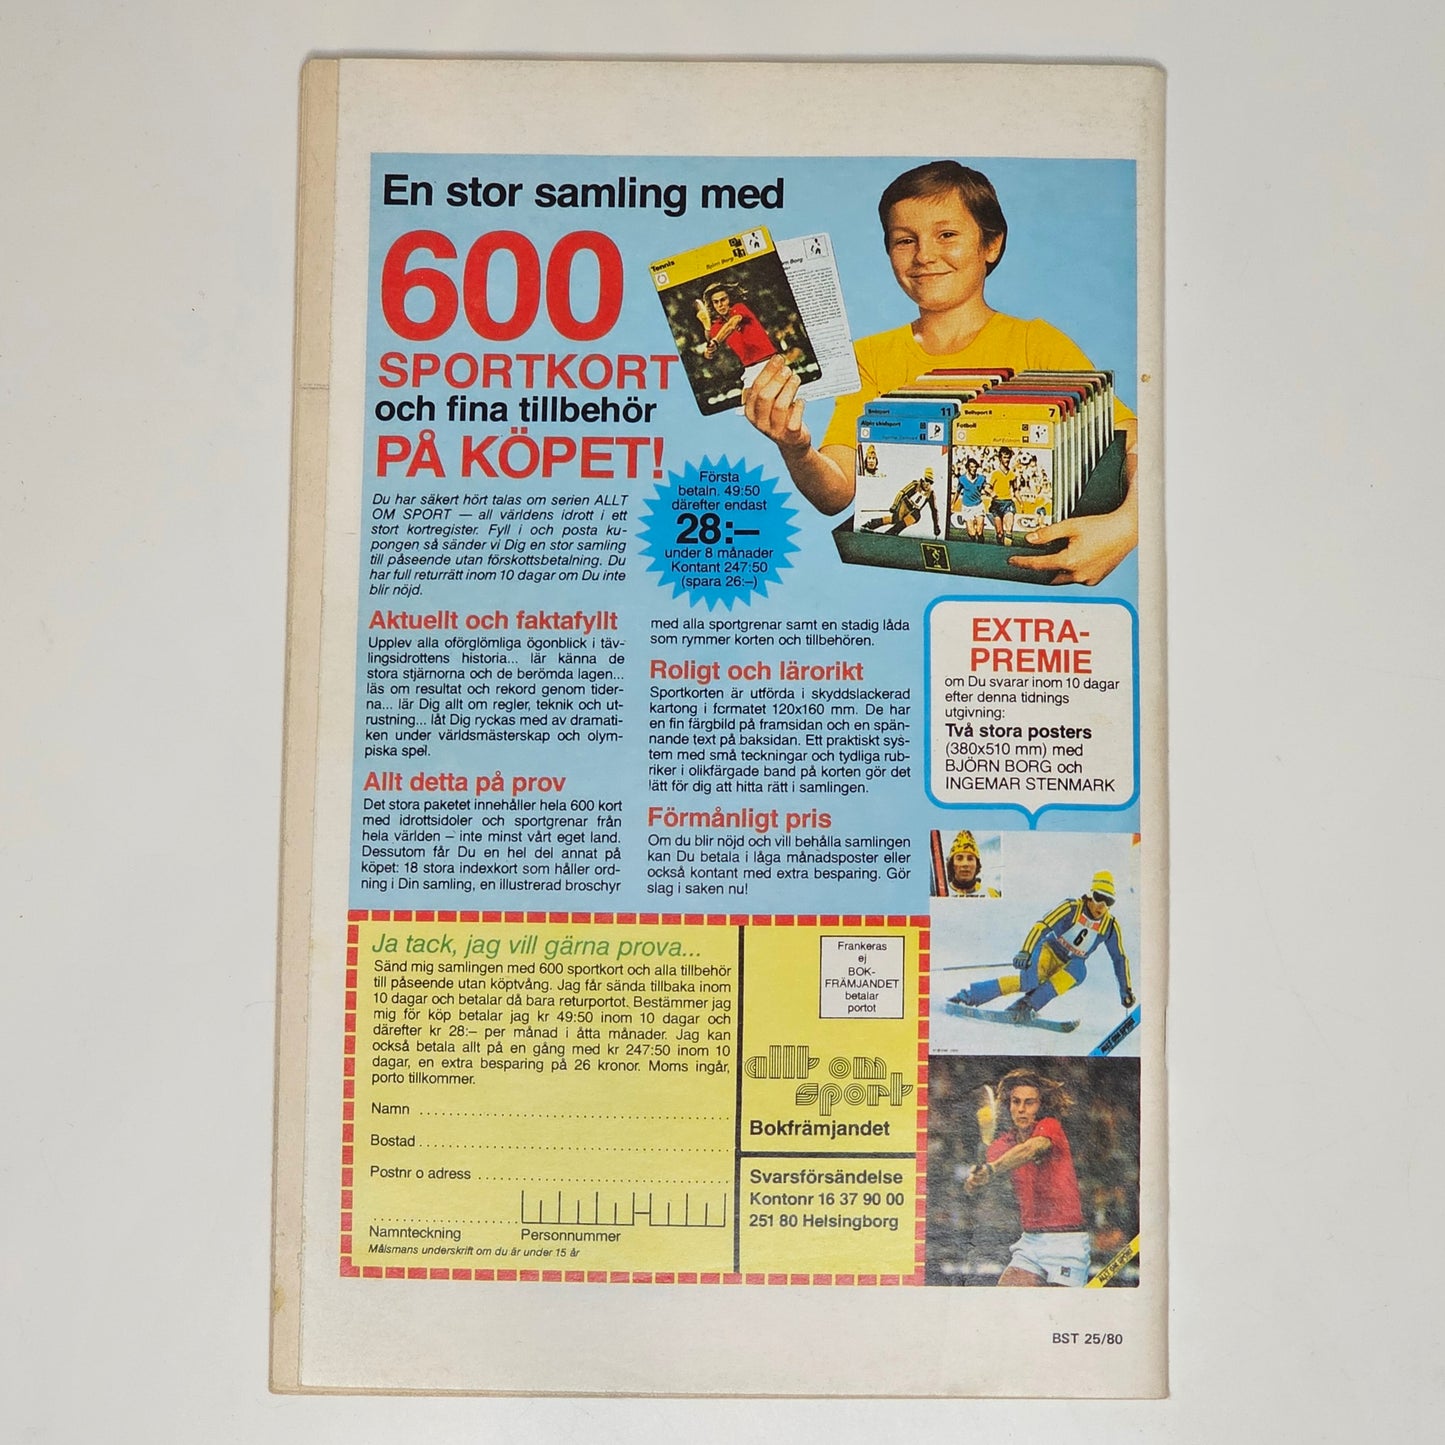 En stor samling med
600
SPORTKORT
och fina tillbehör
PÅ KÖPET!
Du har säkert hört talas om serien ALLT
OM SPORT — all världens idrott i ett
stort kortregister. Fyll i och posta ku-
pongen så sänder vi Dig en stor samling
till påseende utan förskottsbetalning. Du
har full returrätt inom 10 dagar om Du inte
blir nöjd.
Tennis
Björn Borg
Första
betaln. 49:50
därefter endast
28:–
under 8 månader
Kontant 247:50
(spara 26:–)
11
Bollsport II 7
Alpin skidsport
Fotboll
Aktuellt och faktafyllt
Upplev alla oförglömliga ögonblick i täv-
lingsidrottens historia... lär känna de
stora stjärnorna och de berömda lagen...
läs om resultat och rekord genom tider-
na... lär Dig allt om regler, teknik och ut-
rustning... låt Dig ryckas med av dramati-
ken under världsmästerskap och olym-
piska spel.
Allt detta på prov
Det stora paketet innehåller hela 600 kort
med idrottsidoler och sportgrenar från
hela världen – inte minst vårt eget land.
Dessutom får Du en hel del annat på
köpet: 18 stora indexkort som håller ord-
ning i Din samling, en illustrerad broschyr
med alla sportgrenar samt en stadig låda
som rymmer korten och tillbehören.
Roligt och lärorikt
Sportkorten är utförda i skyddslackerad
kartong i formatet 120x160 mm. De har
en fin färgbild på framsidan och en spän-
nande text på baksidan. Ett praktiskt sys-
tem med små teckningar och tydliga rub-
riker i olikfärgade band på korten gör det
lätt för dig att hitta rätt i samlingen.
Förmånligt pris
Om du blir nöjd och vill behålla samlingen
kan Du betala i låga månadsposter eller
också kontant med extra besparing. Gör
slag i saken nu!
EXTRA-
PREMIE
om Du svarar inom 10 dagar
efter denna tidnings
utgivning:
Två stora posters
(380x510 mm) med
BJÖRN BORG och
INGEMAR STENMARK
6
ALLT OM SPORT
ALLT OM SPORT
Ja tack, jag vill gärna prova...
Sänd mig samlingen med 600 sportkort och alla tillbehör
till påseende utan köptvång. Jag får sända tillbaka inom
10 dagar och betalar då bara returportot. Bestämmer jag
mig för köp betalar jag kr 49:50 inom 10 dagar och
därefter kr 28:– per månad i åtta månader. Jag kan
också betala allt på en gång med kr 247:50 inom 10
dagar, en extra besparing på 26 kronor. Moms ingår,
porto tillkommer.
Namn
Bostad
Postnr o adress
Namnteckning Personnummer
Målsmans underskrift om du är under 15 år
Frankeras
ej
BOK-
FRÄMJANDET
betalar
portot
allt om
sport
Bokfrämjandet
Svarsförsändelse
Kontonr 16 37 90 00
251 80 Helsingborg
BST 25/80